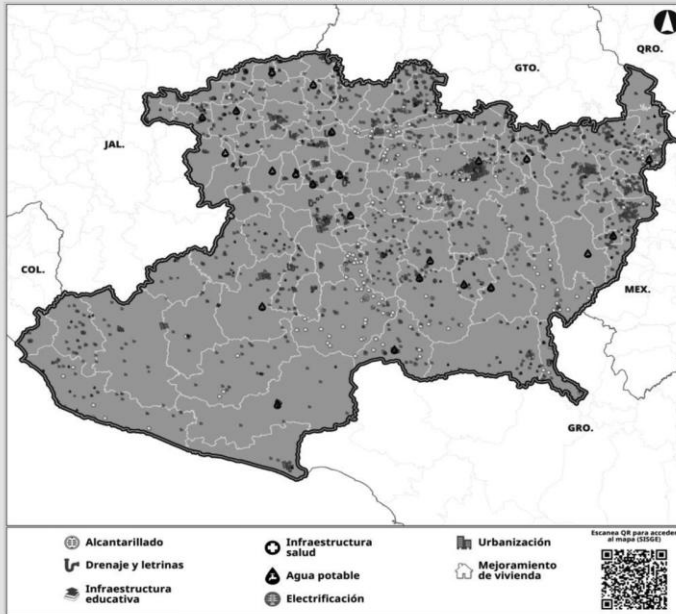 QRO.
GTO.
JAL.
COL.
MEX.
GRO.
Alcantarillado
Drenaje y letrinas
Infraestructura
educativa
Infraestructura
salud
Agua potable
Electrificación
Urbanización
Mejoramiento
de vivienda
Escanea QR para acceder
al mapa (SISGE)